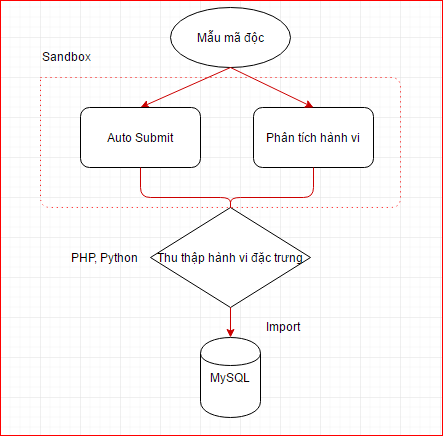 Mẫu mã độc
Sandbox
Auto Submit
Phân tích hành vi
PHP, Python
Thu thập hành vi đặc trưng
Import
MySQL